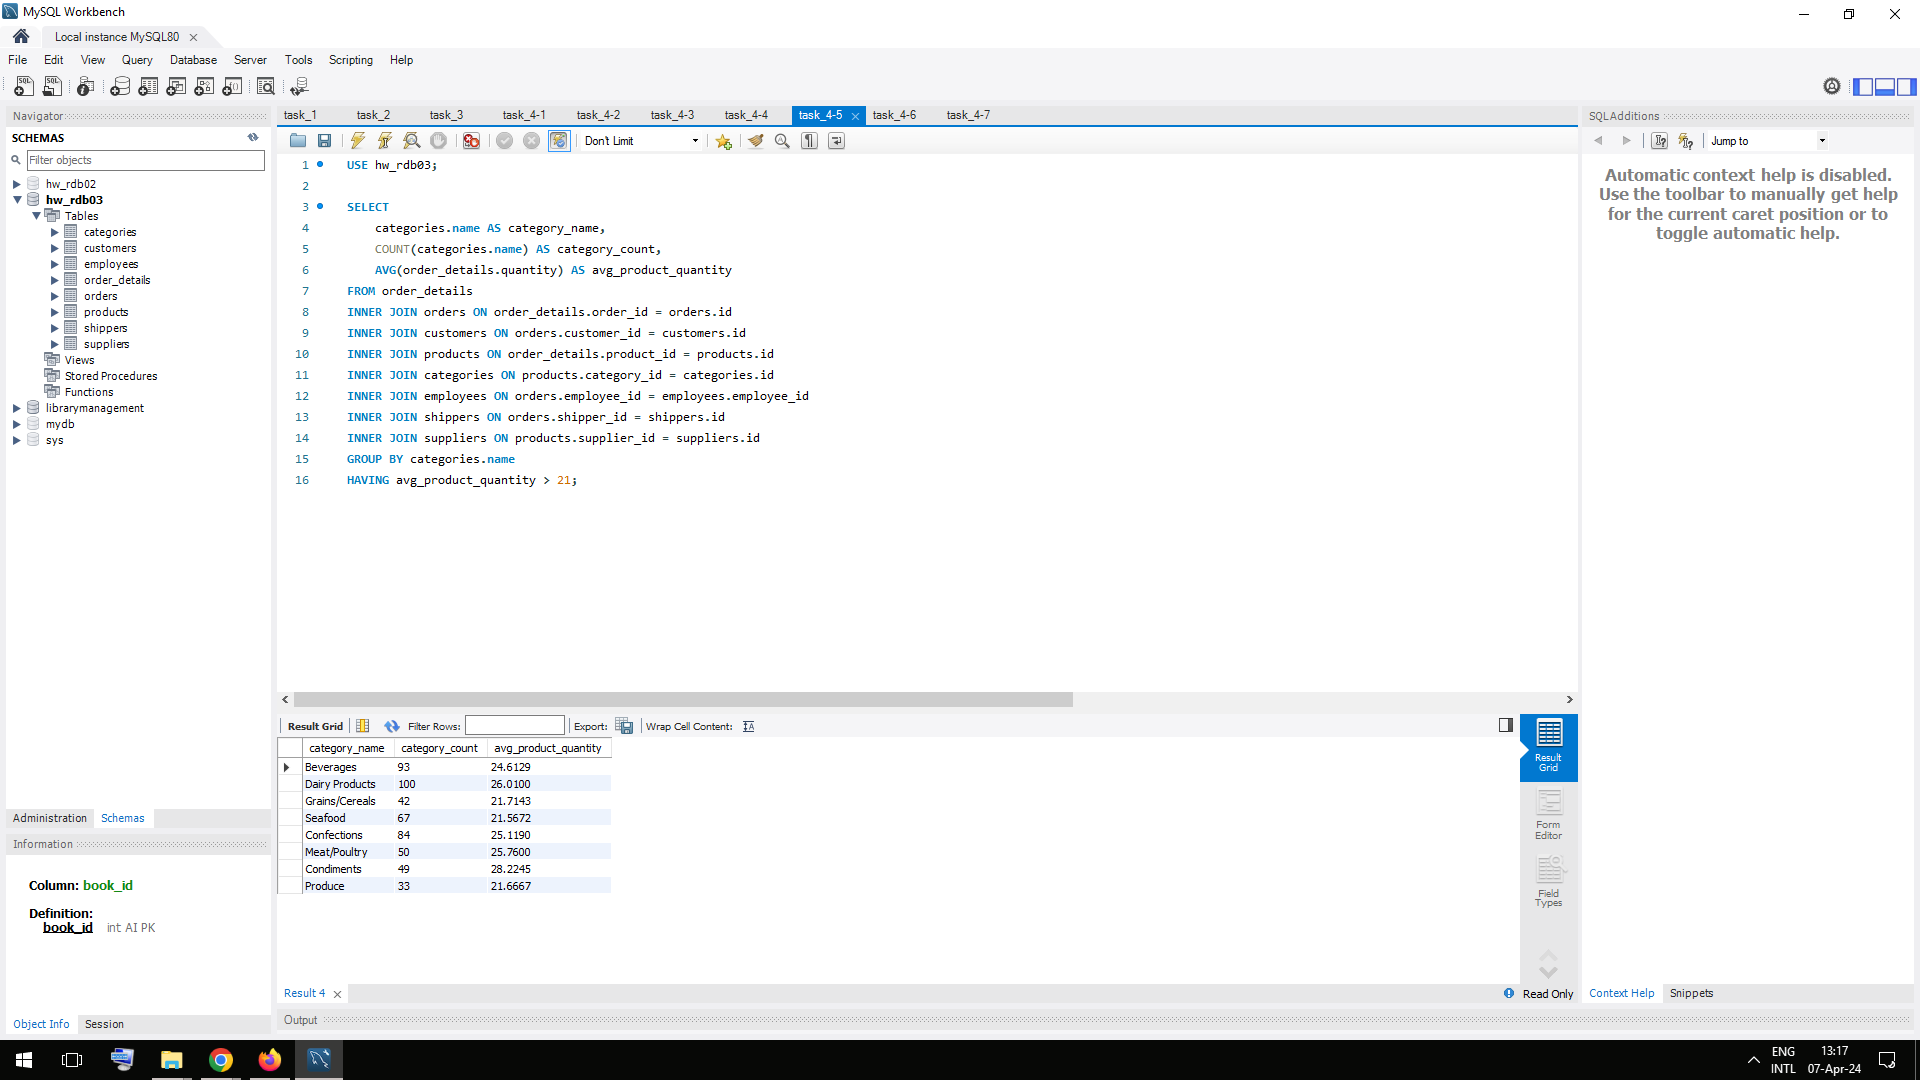 MySQL Workbench
Local instance MySQL80
File Edit View Query Database Server Tools Scripting Help
Navigator
SCHEMAS
Filter objects
hw_rdb02
hw_rdb03
Tables
categories
customers
employees
order_details
orders
products
shippers
suppliers
Views
Stored Procedures
Functions
librarymanagement
mydb
sys
Administration Schemas
Information
Column: book_id
Definition:
book_id int AI PK
Object Info Session
task_1 task_2 task_3 task_4-1 task_4-2 task_4-3 task_4-4 task_4-5 task_4-6 task_4-7
Don't Limit
1 USE hw_rdb03;
2
3 SELECT
4 categories.name AS category_name,
5 COUNT(categories.name) AS category_count,
6 AVG(order_details.quantity) AS avg_product_quantity
7 FROM order_details
8 INNER JOIN orders ON order_details.order_id = orders.id
9 INNER JOIN customers ON orders.customer_id = customers.id
10 INNER JOIN products ON order_details.product_id = products.id
11 INNER JOIN categories ON products.category_id = categories.id
12 INNER JOIN employees ON orders.employee_id = employees.employee_id
13 INNER JOIN shippers ON orders.shipper_id = shippers.id
14 INNER JOIN suppliers ON products.supplier_id = suppliers.id
15 GROUP BY categories.name
16 HAVING avg_product_quantity > 21;
Result Grid Filter Rows: Export: Wrap Cell Content:
category_name category_count avg_product_quantity
Beverages 93 24.6129
Dairy Products 100 26.0100
Grains/Cereals 42 21.7143
Seafood 67 21.5672
Confections 84 25.1190
Meat/Poultry 50 25.7600
Condiments 49 28.2245
Produce 33 21.6667
Result
Grid
Form
Editor
Field
Types
Result 4
Read Only
Output
SQLAdditions
Jump to
Automatic context help is disabled.
Use the toolbar to manually get help
for the current caret position or to
toggle automatic help.
Context Help Snippets
ENG
INTL
13:17
07-Apr-24